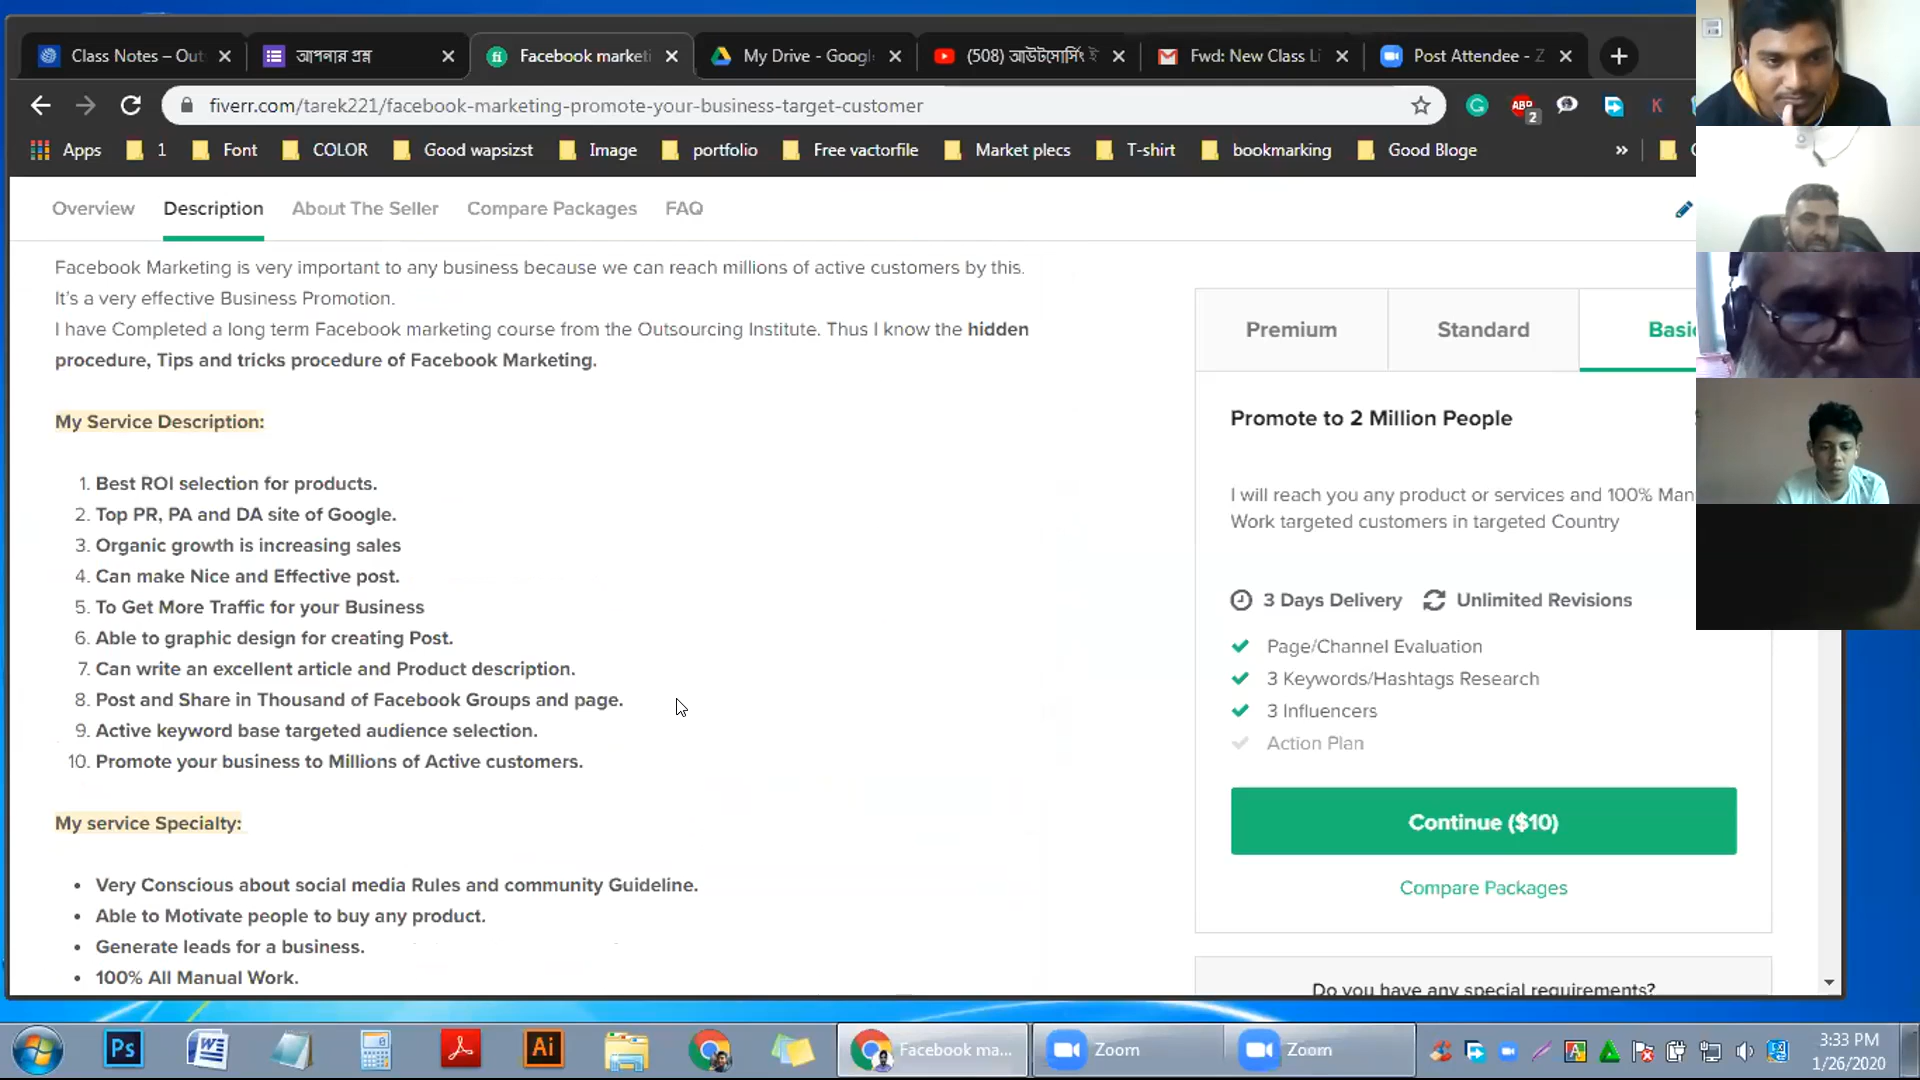 Class Notes – Out
আপনার প্রশ্ন
Facebook marketi
My Drive - Google
(508) আউটসোর্সিং ই
Fwd: New Class Li
Post Attendee - Z
fiverr.com/tarek221/facebook-marketing-promote-your-business-target-customer
ABP
2
K
Apps
1
Font
COLOR
Good wapsizst
Image
portfolio
Free vactorfile
Market plecs
T-shirt
bookmarking
Good Bloge
»
Overview
Description
About The Seller
Compare Packages
FAQ
Facebook Marketing is very important to any business because we can reach millions of active customers by this.
It's a very effective Business Promotion.
I have Completed a long term Facebook marketing course from the Outsourcing Institute. Thus I know the hidden
procedure, Tips and tricks procedure of Facebook Marketing.
My Service Description:
1. Best ROI selection for products.
2. Top PR, PA and DA site of Google.
3. Organic growth is increasing sales
4. Can make Nice and Effective post.
5. To Get More Traffic for your Business
6. Able to graphic design for creating Post.
7. Can write an excellent article and Product description.
8. Post and Share in Thousand of Facebook Groups and page.
9. Active keyword base targeted audience selection.
10. Promote your business to Millions of Active customers.
My service Specialty:
• Very Conscious about social media Rules and community Guideline.
• Able to Motivate people to buy any product.
• Generate leads for a business.
• 100% All Manual Work.
Premium
Standard
Basic
Promote to 2 Million People
I will reach you any product or services and 100% Man
Work targeted customers in targeted Country
3 Days Delivery
Unlimited Revisions
Page/Channel Evaluation
3 Keywords/Hashtags Research
3 Influencers
Action Plan
Continue ($10)
Compare Packages
Do you have any special requirements?
Ps
Ai
Facebook ma...
Zoom
Zoom
3:33 PM
1/26/2020